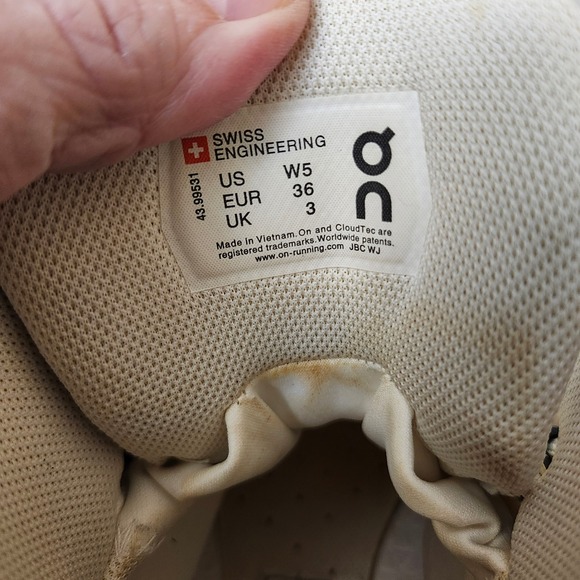 SWISS
ENGINEERING
US W5
EUR 36
UK 3
43.99531
On
Made in Vietnam. On and CloudTec are
registered trademarks. Worldwide patents.
www.on-running.com JBC WJ